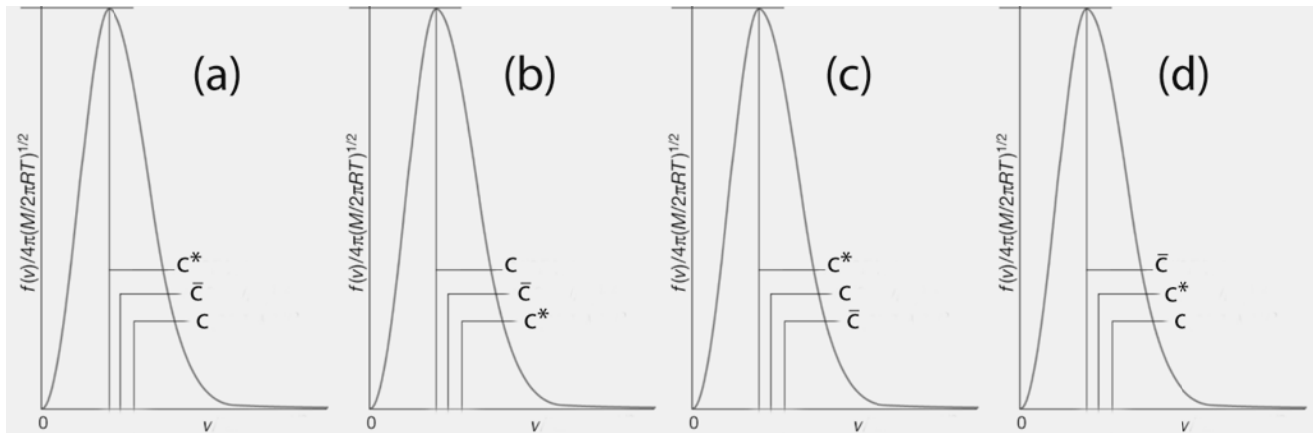 (a)
f(v)/4π(M/2πRT)^1/2
c*
c̄
c
0
v
(b)
f(v)/4π(M/2πRT)^1/2
c
c̄
c*
0
v
(c)
f(v)/4π(M/2πRT)^1/2
c*
c
c̄
0
v
(d)
f(v)/4π(M/2πRT)^1/2
c̄
c*
c
0
v